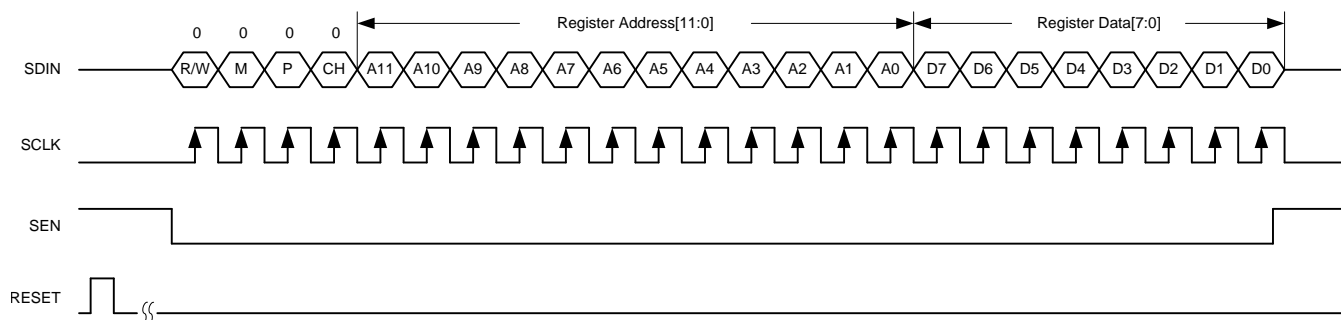 0 0 0 0 Register Address[11:0] Register Data[7:0]
SDIN R/W M P CH A11 A10 A9 A8 A7 A6 A5 A4 A3 A2 A1 A0 D7 D6 D5 D4 D3 D2 D1 D0
SCLK
SEN
RESET